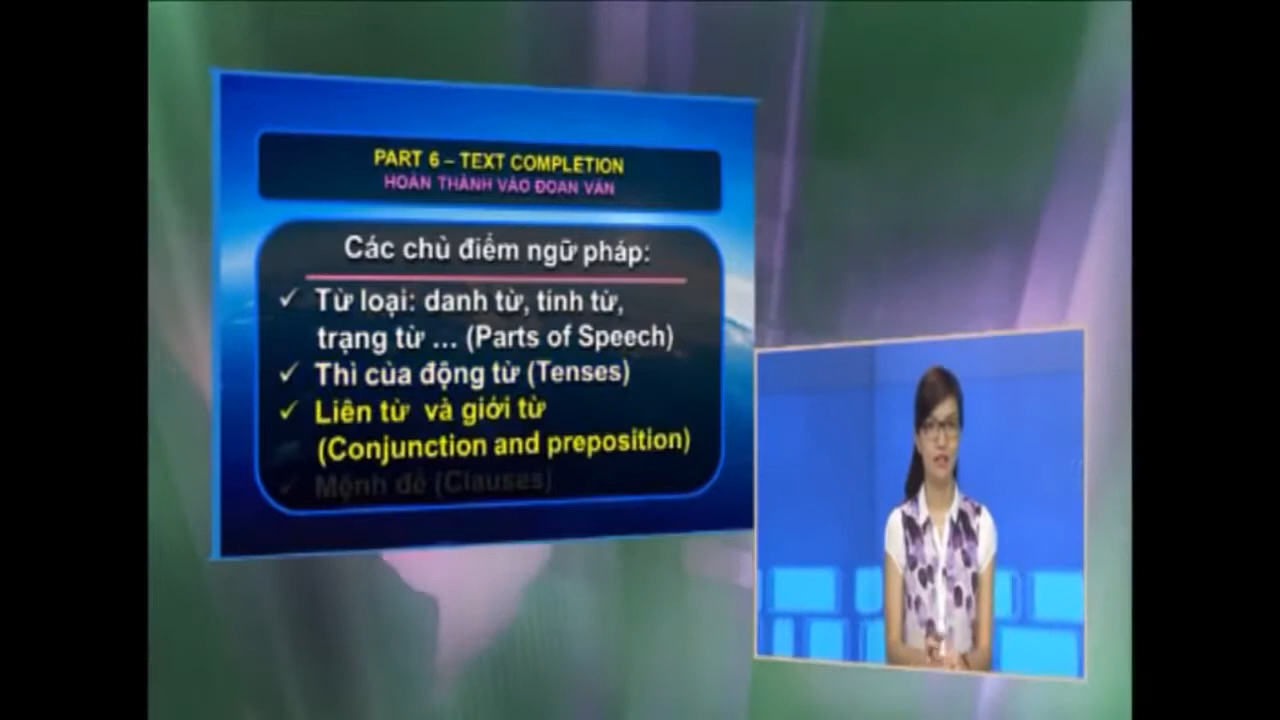 PART 6 – TEXT COMPLETION
HOÀN THÀNH VÀO ĐOẠN VĂN
Các chủ điểm ngữ pháp:
✓ Từ loại: danh từ, tính từ,
trạng từ ... (Parts of Speech)
✓ Thì của động từ (Tenses)
✓ Liên từ và giới từ
(Conjunction and preposition)
✓ Mệnh đề (Clauses)